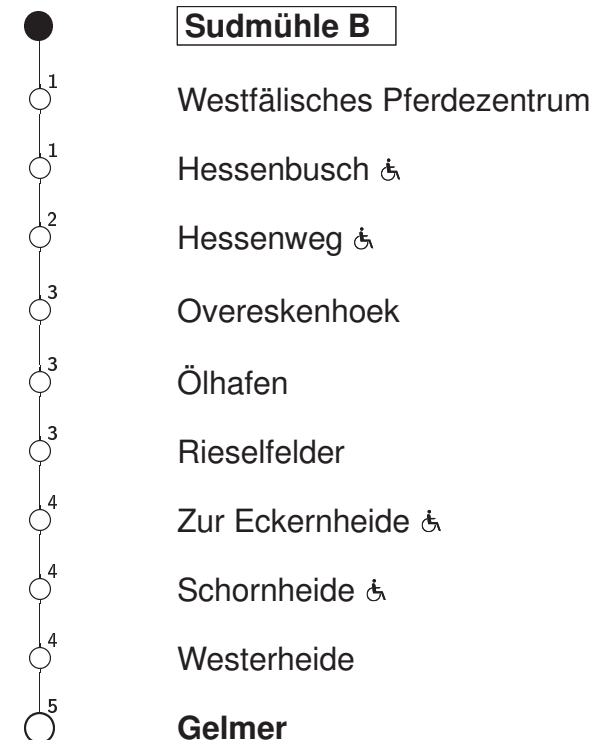 Sudmühle B
1 Westfälisches Pferdezentrum
1 Hessenbusch
2 Hessenweg
3 Overeskenhoek
3 Ölhafen
3 Rieselfelder
4 Zur Eckernheide
4 Schornheide
4 Westerheide
5 Gelmer